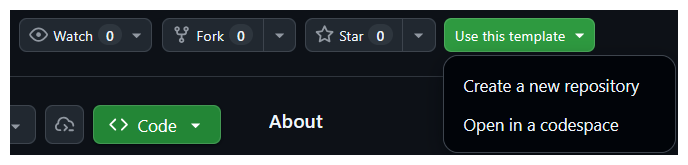 Watch 0
Fork 0
Star 0
Use this template
Create a new repository
Open in a codespace
Code
About